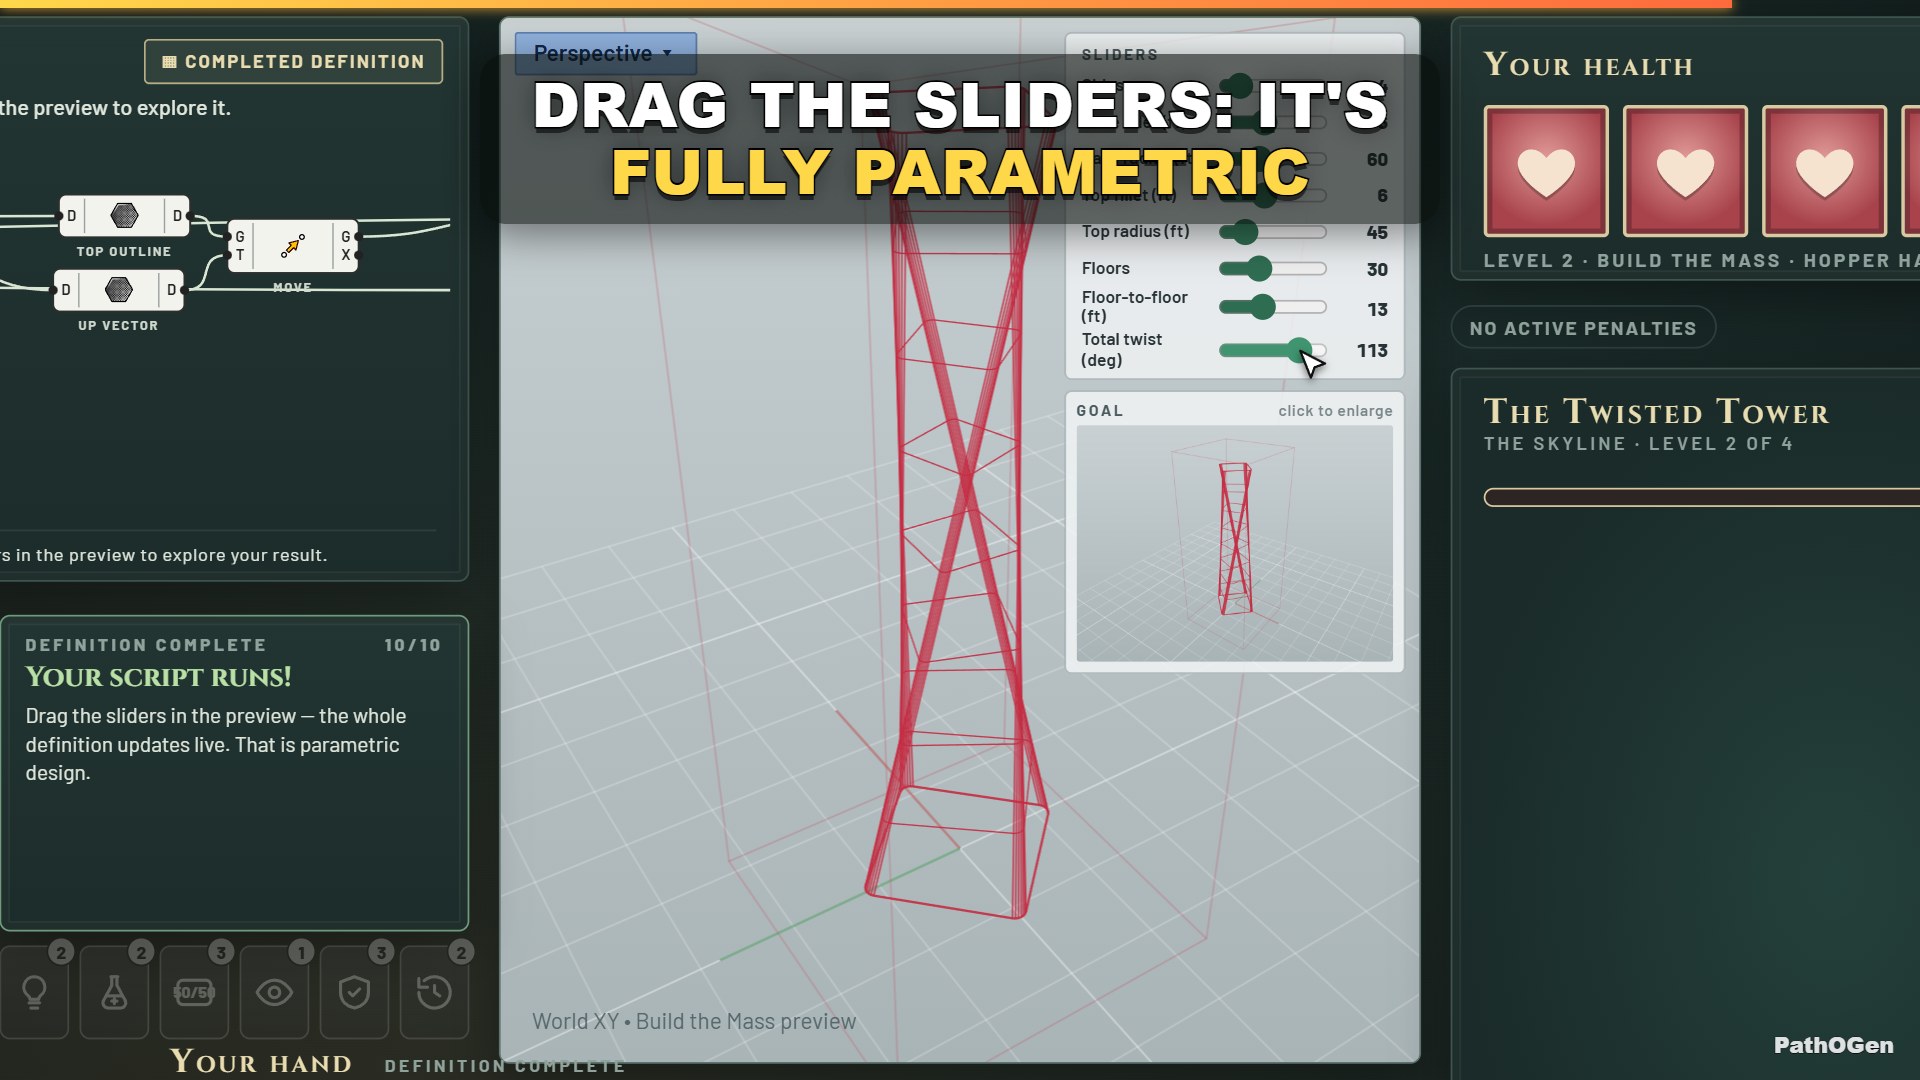 COMPLETED DEFINITION
the preview to explore it.
D
D
TOP OUTLINE
G
T
G
X
MOVE
D
D
UP VECTOR
s in the preview to explore your result.
DEFINITION COMPLETE
10/10
YOUR SCRIPT RUNS!
Drag the sliders in the preview — the whole
definition updates live. That is parametric
design.
2
2
3
1
3
2
50/50
YOUR HAND
DEFINITION COMPLETE
Perspective
DRAG THE SLIDERS: IT'S
FULLY PARAMETRIC
SLIDERS
60
Top fillet (ft)
6
Top radius (ft)
45
Floors
30
Floor-to-floor
(ft)
13
Total twist
(deg)
113
GOAL
click to enlarge
World XY • Build the Mass preview
YOUR HEALTH
LEVEL 2 · BUILD THE MASS · HOPPER HA
NO ACTIVE PENALTIES
THE TWISTED TOWER
THE SKYLINE · LEVEL 2 OF 4
PathOGen